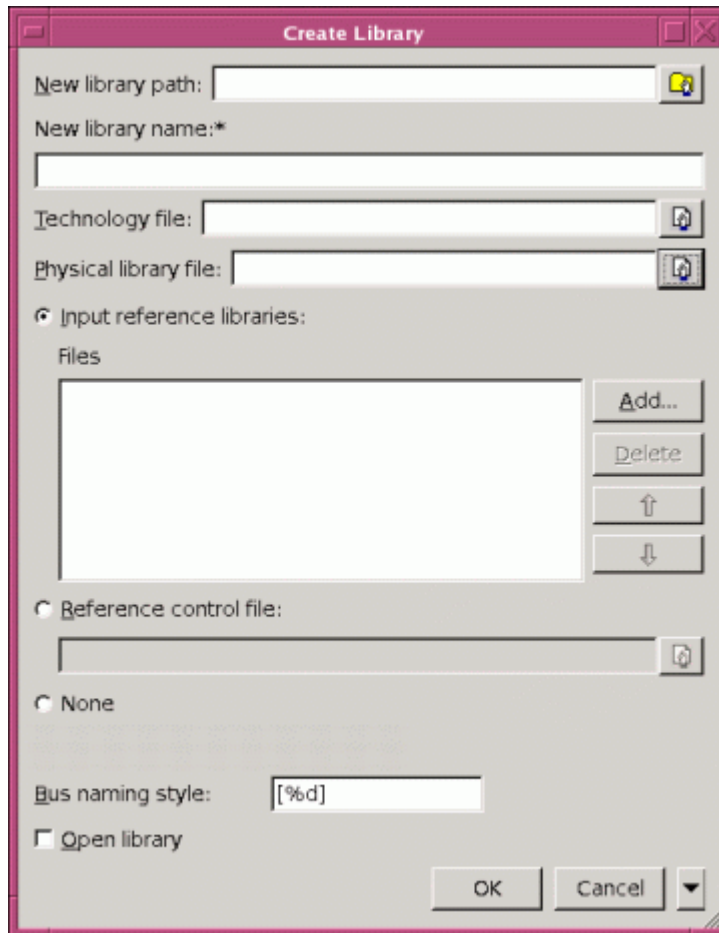 Create Library
New library path:
New library name:*
Technology file:
Physical library file:
Input reference libraries:
Files
Add...
Delete
Reference control file:
None
Bus naming style: [%d]
Open library
OK Cancel